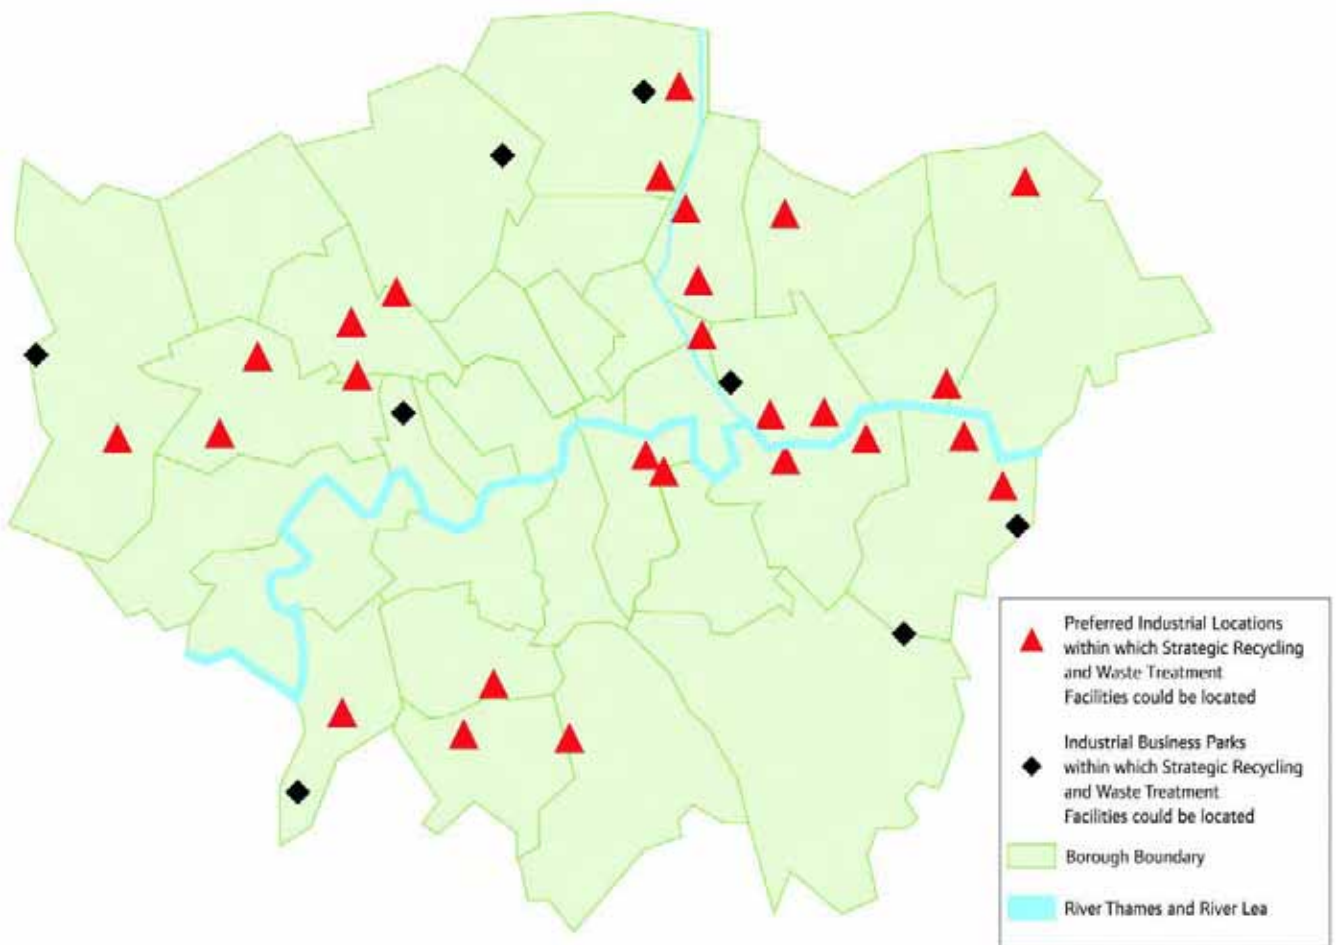 Preferred Industrial Locations
within which Strategic Recycling
and Waste Treatment
Facilities could be located
Industrial Business Parks
within which Strategic Recycling
and Waste Treatment
Facilities could be located
Borough Boundary
River Thames and River Lea